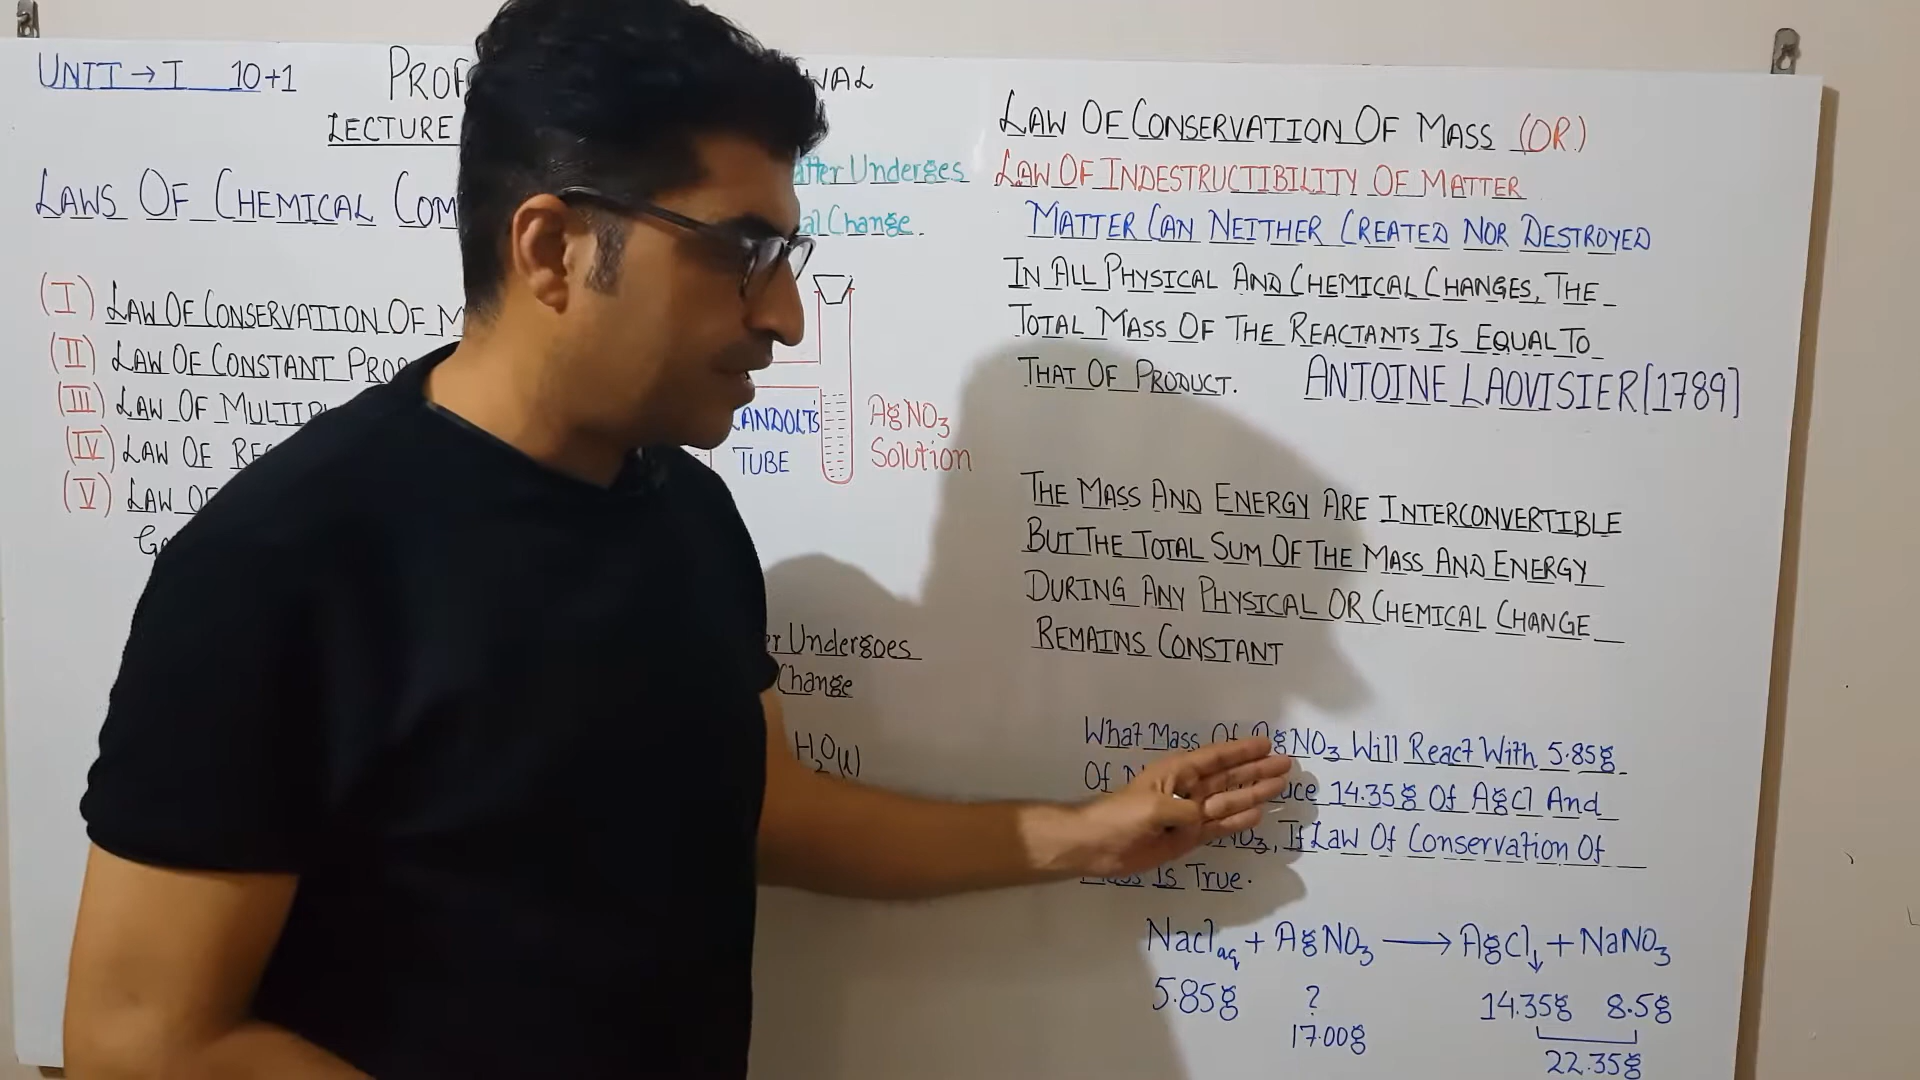 UNIT → I 10+1
PROF
NAL
LECTURE
LAWS OF CHEMICAL COM
(I) LAW OF CONSERVATION OF M
(II) LAW OF CONSTANT PRO
(III) LAW OF MULTIP
(IV) LAW OF RE
(V) LAW OF
atter Undergoes
al Change.
LANDOLT'S
TUBE
AgNO3
Solution
er Undergoes
Change
H2O(l)
LAW OF CONSERVATION OF MASS (OR)
LAW OF INDESTRUCTIBILITY OF MATTER
MATTER CAN NEITHER CREATED NOR DESTROYED
IN ALL PHYSICAL AND CHEMICAL CHANGES, THE
TOTAL MASS OF THE REACTANTS IS EQUAL TO
THAT OF PRODUCT. ANTOINE LAOVISIER [1789]
THE MASS AND ENERGY ARE INTERCONVERTIBLE
BUT THE TOTAL SUM OF THE MASS AND ENERGY
DURING ANY PHYSICAL OR CHEMICAL CHANGE
REMAINS CONSTANT
What Mass Of AgNO3 Will React With 5.85g
Of uce 14.35g Of AgCl And
NO3, If Law Of Conservation Of
Mass Is True.
Naclaq + AgNO3 → AgCl↓ + NaNO3
5.85g ? 14.35g 8.5g
17.00g
22.35g